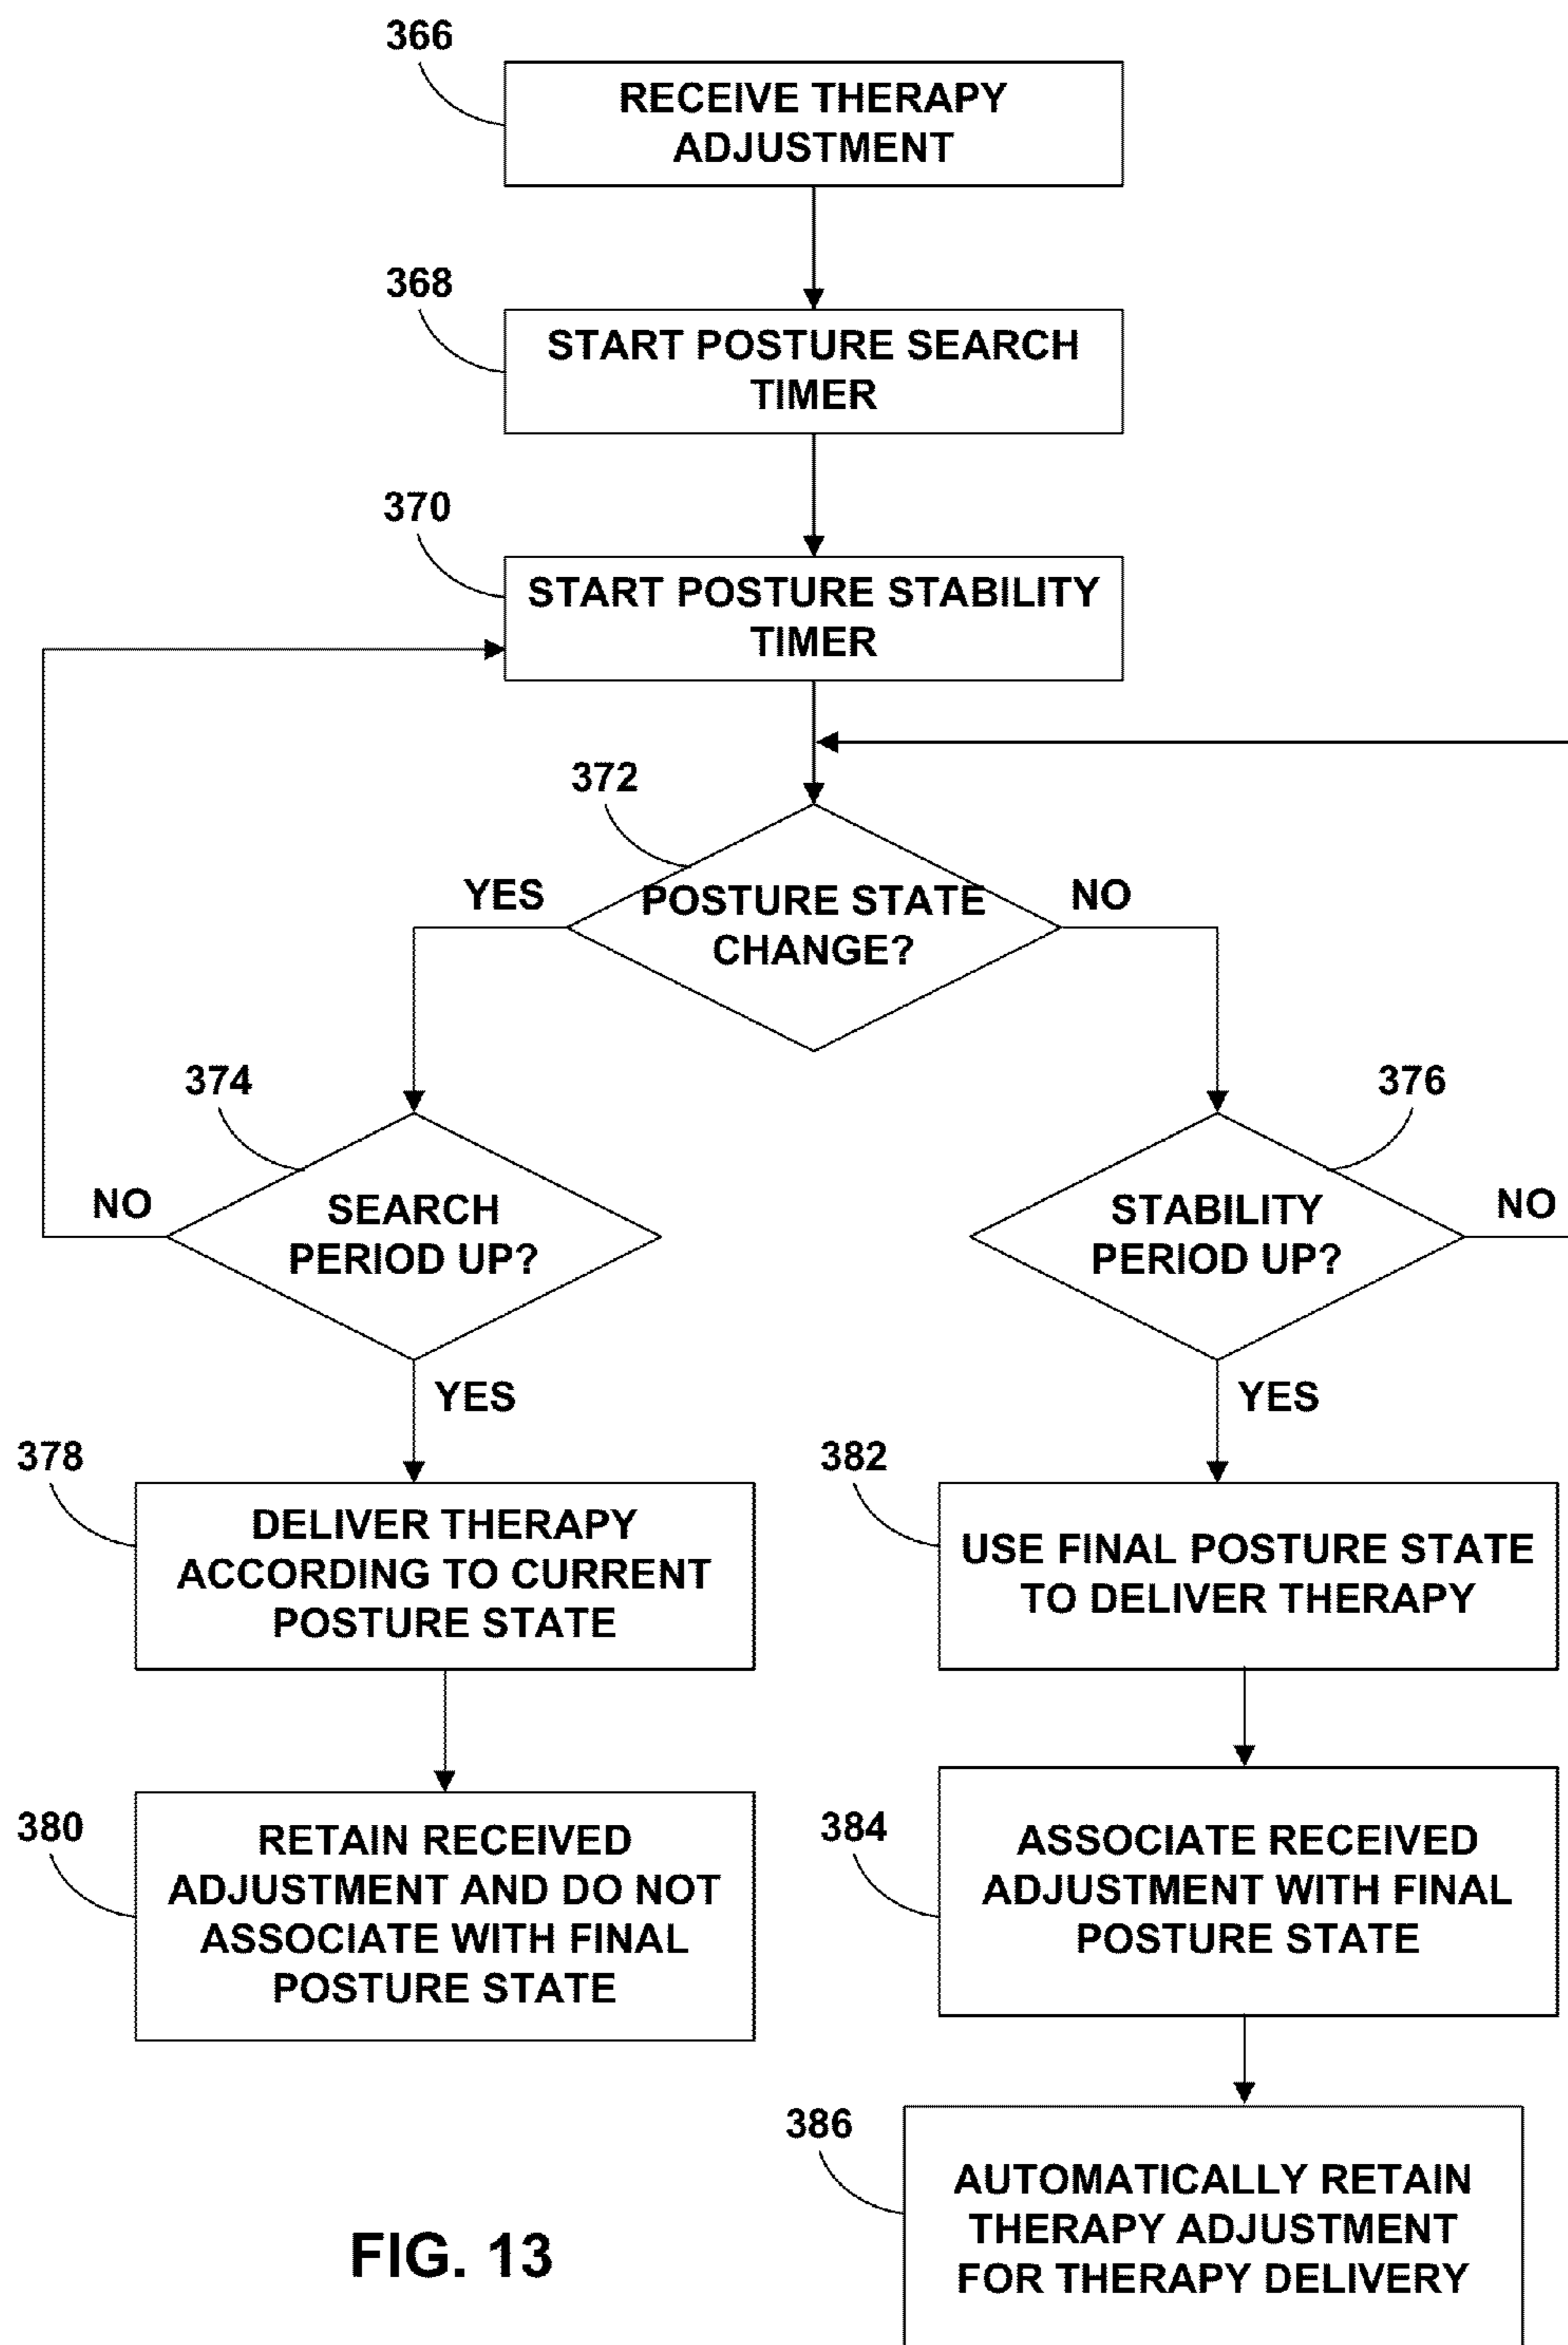 366
RECEIVE THERAPY
ADJUSTMENT
368
START POSTURE SEARCH
TIMER
370
START POSTURE STABILITY
TIMER
372
YES
POSTURE STATE
CHANGE?
NO
374
376
NO
SEARCH
PERIOD UP?
STABILITY
PERIOD UP?
NO
YES
YES
378
DELIVER THERAPY
ACCORDING TO CURRENT
POSTURE STATE
382
USE FINAL POSTURE STATE
TO DELIVER THERAPY
380
RETAIN RECEIVED
ADJUSTMENT AND DO NOT
ASSOCIATE WITH FINAL
POSTURE STATE
384
ASSOCIATE RECEIVED
ADJUSTMENT WITH FINAL
POSTURE STATE
386
AUTOMATICALLY RETAIN
THERAPY ADJUSTMENT
FOR THERAPY DELIVERY
FIG. 13